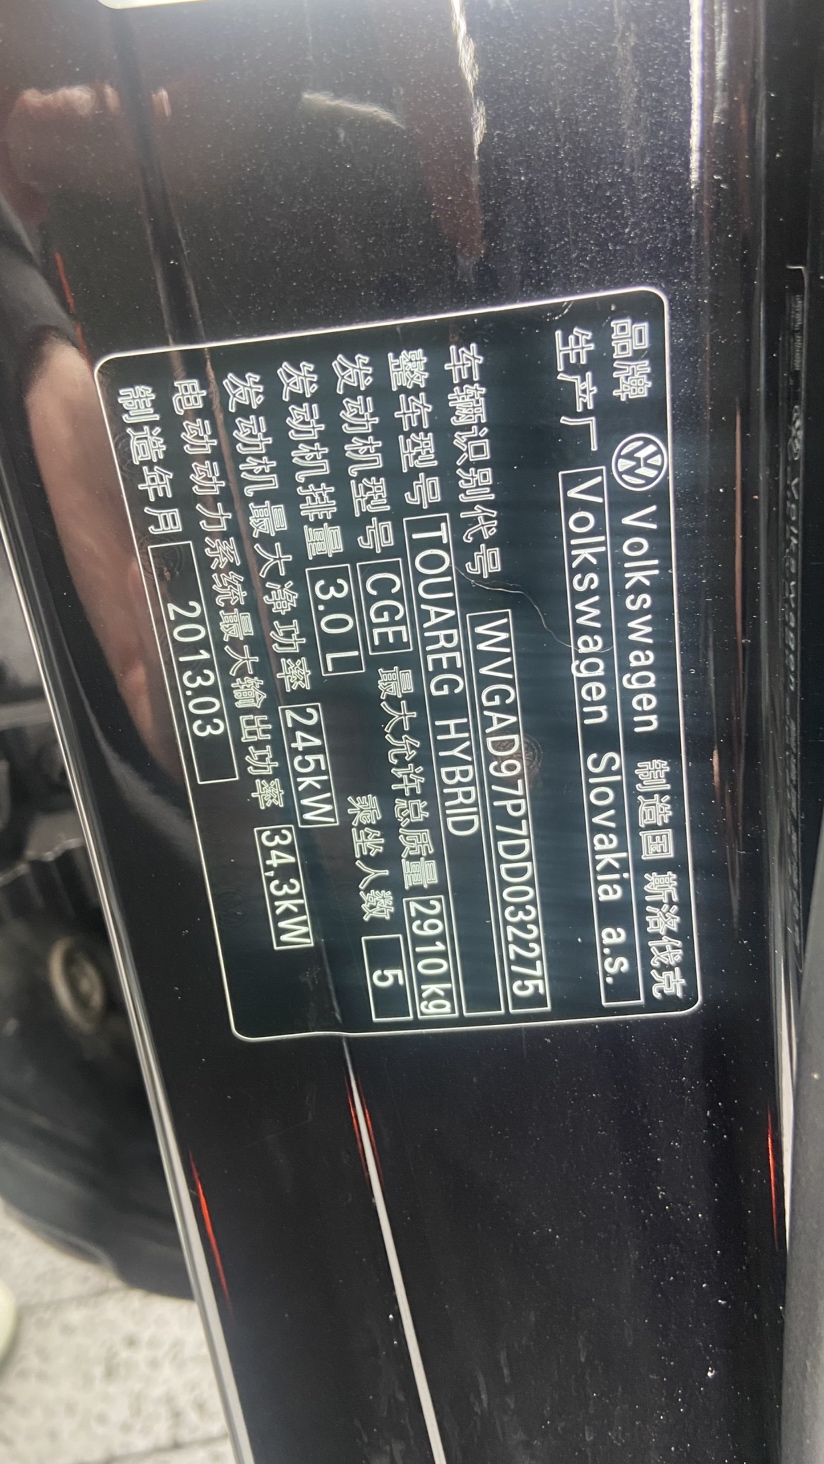 品牌 Volkswagen 制造国 斯洛伐克
生产厂 Volkswagen Slovakia a.s.
车辆识别代号 WVGAD97P7DD032275
整车型号 TOUAREG HYBRID
发动机型号 CGE 最大允许总质量 2910kg
发动机排量 3.0L 乘坐人数 5
发动机最大净功率 245kW
电动动力系统最大输出功率 34,3kW
制造年月 2013.03